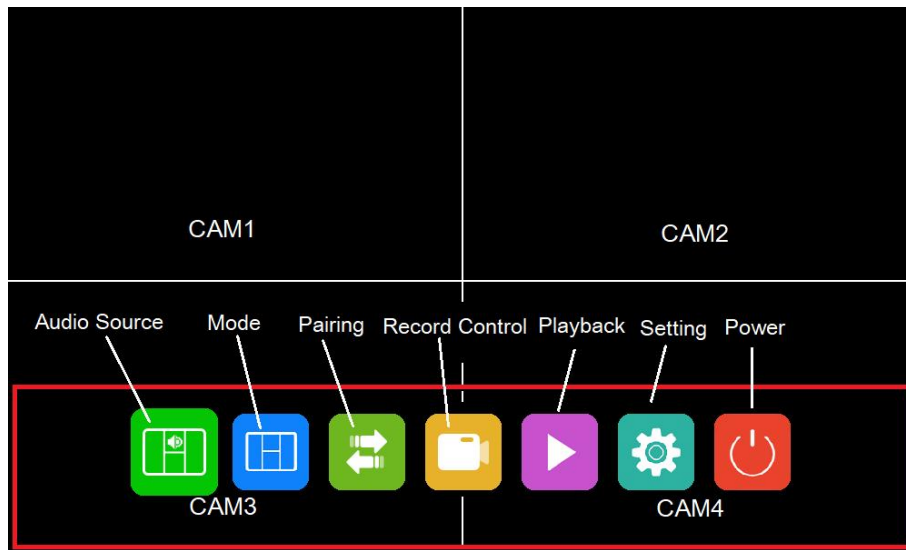 CAM1
CAM2
Audio Source
Mode
Pairing
Record Control
Playback
Setting
Power
CAM3
CAM4